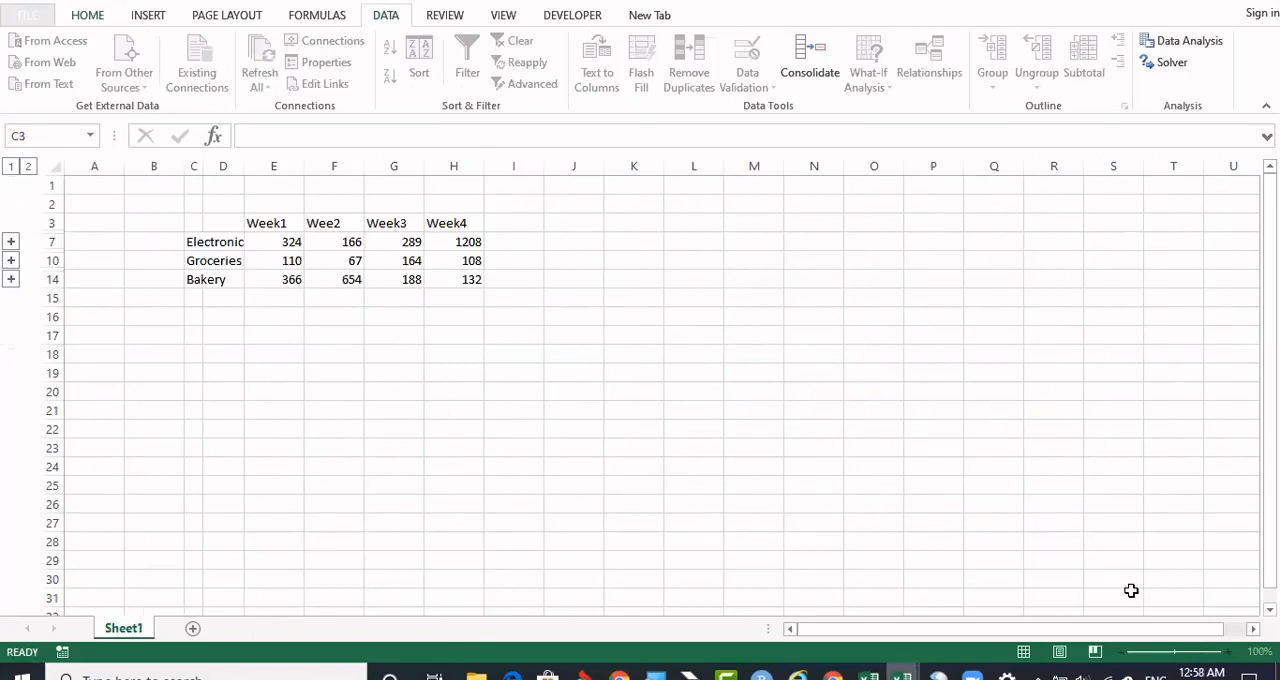 FILE HOME INSERT PAGE LAYOUT FORMULAS DATA REVIEW VIEW DEVELOPER New Tab Sign in
From Access
From Web
From Text
From Other Sources
Existing Connections
Get External Data
Refresh All
Connections
Properties
Edit Links
Connections
A Z
Z A
Sort
Filter
Clear
Reapply
Advanced
Sort & Filter
Text to Columns
Flash Fill
Remove Duplicates
Data Validation
Consolidate
What-If Analysis
Relationships
Data Tools
Group
Ungroup
Subtotal
Outline
Data Analysis
Solver
Analysis
C3 fx
1 2 A B C D E F G H I J K L M N O P Q R S T U
1
2
3 Week1 Wee2 Week3 Week4
7 Electronic 324 166 289 1208
10 Groceries 110 67 164 108
14 Bakery 366 654 188 132
15
16
17
18
19
20
21
22
23
24
25
26
27
28
29
30
31
Sheet1
READY 100%
Type here to search ENG 12:58 AM